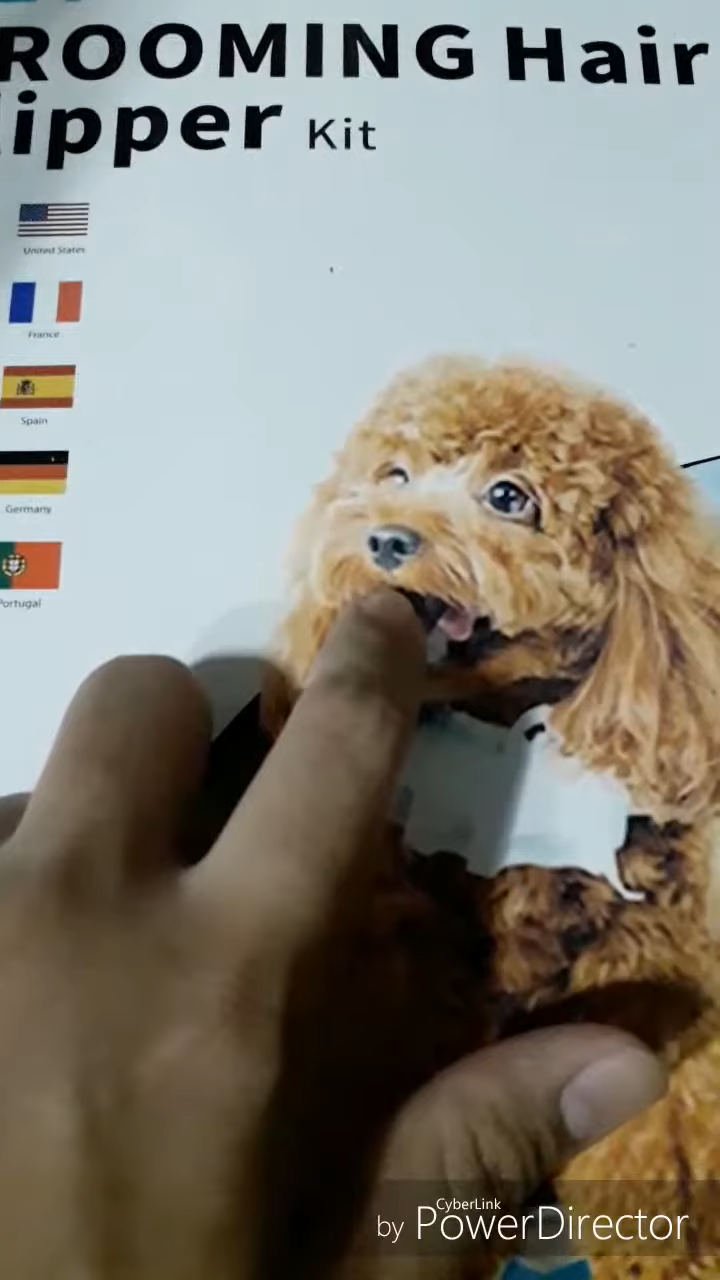 ROOMING Hair
lipper Kit
United States
France
Spain
Germany
Portugal
CyberLink
by PowerDirector